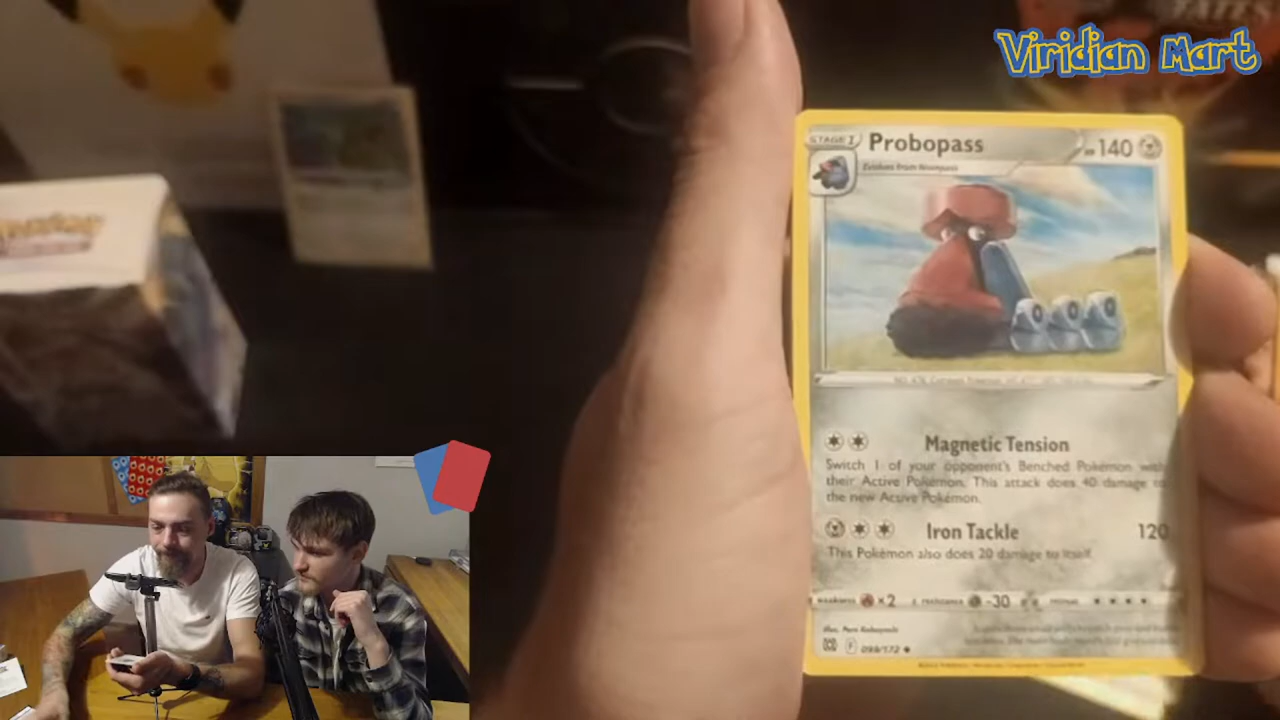 Viridian Mart
STAGE 1 Probopass 140
Evolves from Nosepass
Magnetic Tension
Switch 1 of your opponent's Benched Pokémon with
their Active Pokémon. This attack does 40 damage to
the new Active Pokémon.
Iron Tackle 120
This Pokémon also does 20 damage to itself.
weakness ×2 resistance -30
F 099/172